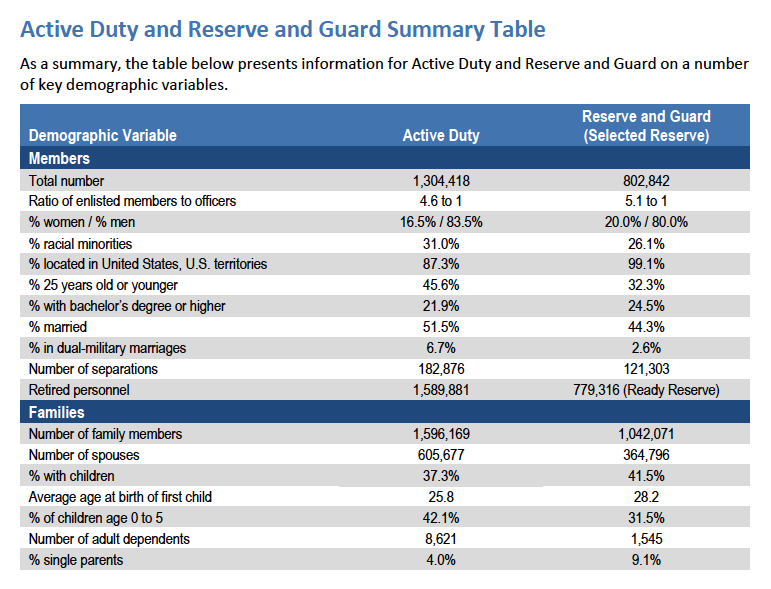 Active Duty and Reserve and Guard Summary Table
As a summary, the table below presents information for Active Duty and Reserve and Guard on a number
of key demographic variables.
Demographic Variable Active Duty Reserve and Guard
(Selected Reserve)
Members
Total number 1,304,418 802,842
Ratio of enlisted members to officers 4.6 to 1 5.1 to 1
% women / % men 16.5% / 83.5% 20.0% / 80.0%
% racial minorities 31.0% 26.1%
% located in United States, U.S. territories 87.3% 99.1%
% 25 years old or younger 45.6% 32.3%
% with bachelor’s degree or higher 21.9% 24.5%
% married 51.5% 44.3%
% in dual-military marriages 6.7% 2.6%
Number of separations 182,876 121,303
Retired personnel 1,589,881 779,316 (Ready Reserve)
Families
Number of family members 1,596,169 1,042,071
Number of spouses 605,677 364,796
% with children 37.3% 41.5%
Average age at birth of first child 25.8 28.2
% of children age 0 to 5 42.1% 31.5%
Number of adult dependents 8,621 1,545
% single parents 4.0% 9.1%